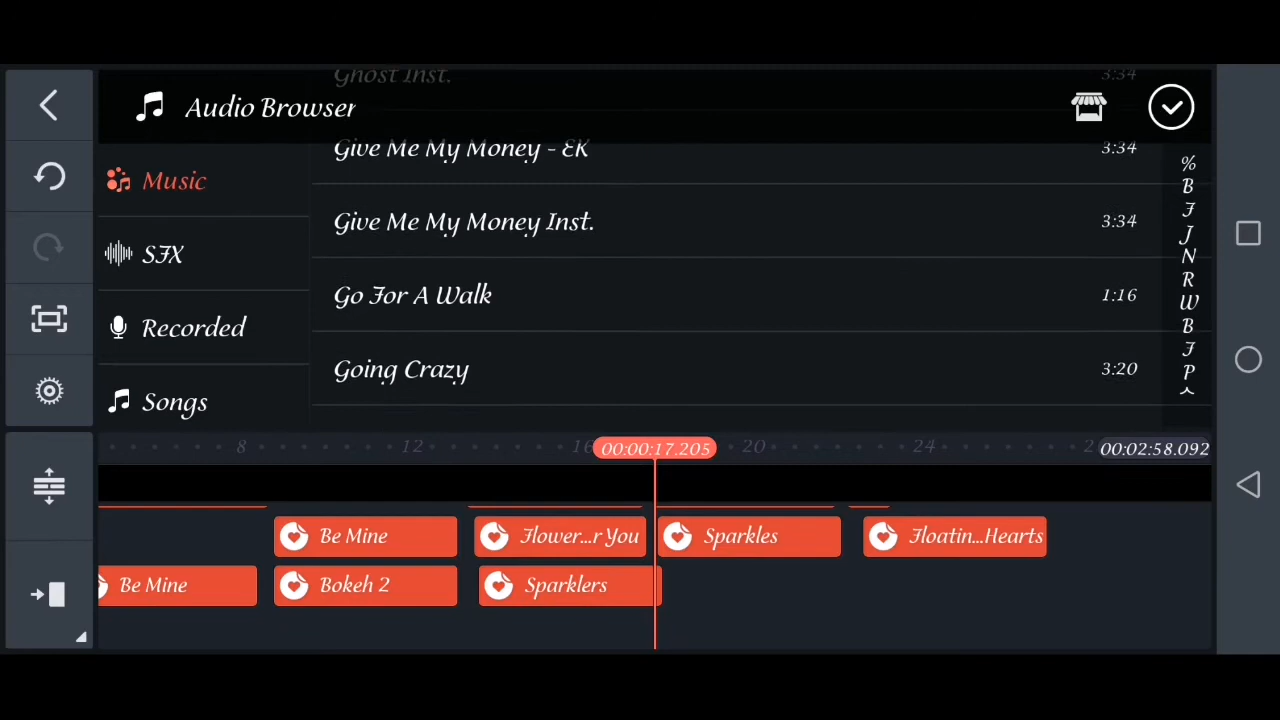 Ghost Inst.
3:34
Audio Browser
Give Me My Money - EK
3:34
Music
Give Me My Money Inst.
3:34
SFX
Go For A Walk
1:16
Recorded
Going Crazy
3:20
Songs
%
B
F
J
N
R
W
B
F
P
ㅅ
8
12
16
00:00:17.205
20
24
2
00:02:58.092
Be Mine
Flower...r You
Sparkles
Floatin...Hearts
Be Mine
Bokeh 2
Sparklers